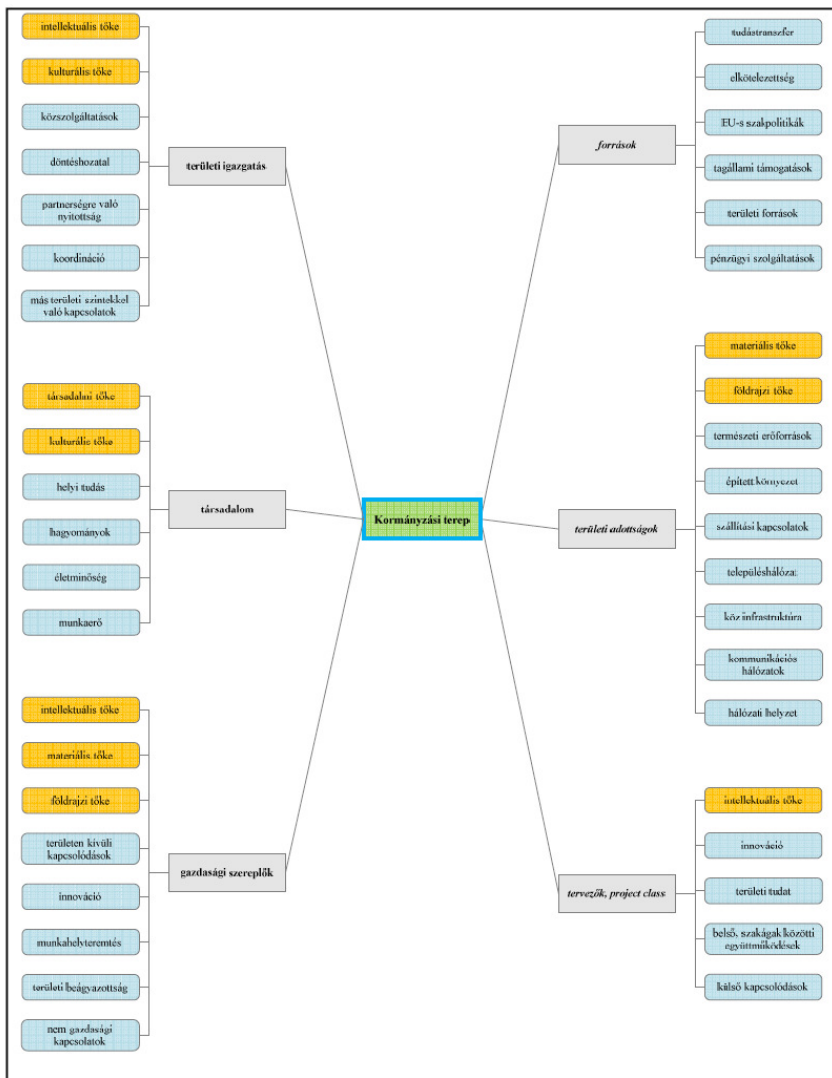 intellektuális tőke
kulturális tőke
közszolgáltatások
döntéshozatal
partnerségre való
nyitottság
koordináció
más területi szintekkel
való kapcsolatok
területi igazgatás
társadalmi tőke
kulturális tőke
helyi tudás
hagyományok
életminőség
munkaerő
társadalom
intellektuális tőke
materiális tőke
földrajzi tőke
területen kívüli
kapcsolódások
innováció
munkahelyteremtés
területi beágyazottság
nem gazdasági
kapcsolatok
gazdasági szereplők
Kormányzási terep
források
tudástranszfer
elkötelezettség
EU-s szakpolitikák
tagállami támogatások
területi források
pénzügyi szolgáltatások
területi adottságok
materiális tőke
földrajzi tőke
természeti erőforrások
épített környezet
szállítási kapcsolatok
településhálózat
köz infrastruktúra
kommunikációs
hálózatok
hálózati helyzet
tervezők, project class
intellektuális tőke
innováció
területi tudat
belső, szakágak közötti
együttműködések
külső kapcsolódások